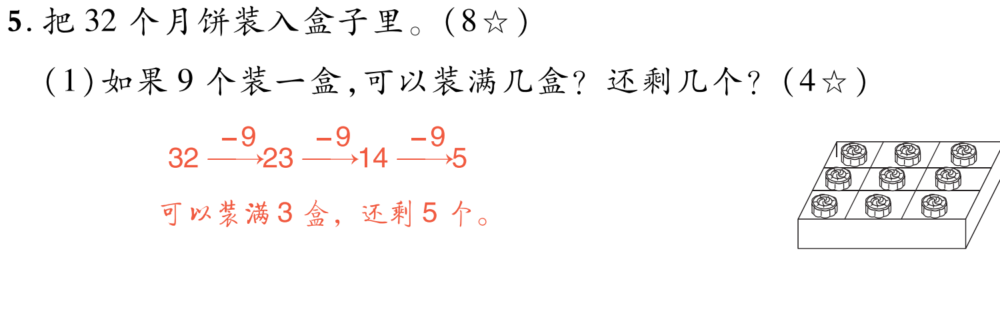 5. 把 32 个月饼装入盒子里。(8☆)
(1)如果 9 个装一盒,可以装满几盒? 还剩几个? (4☆)
−9 −9 −9
32 → 23 → 14 → 5
可以装满 3 盒，还剩 5 个。